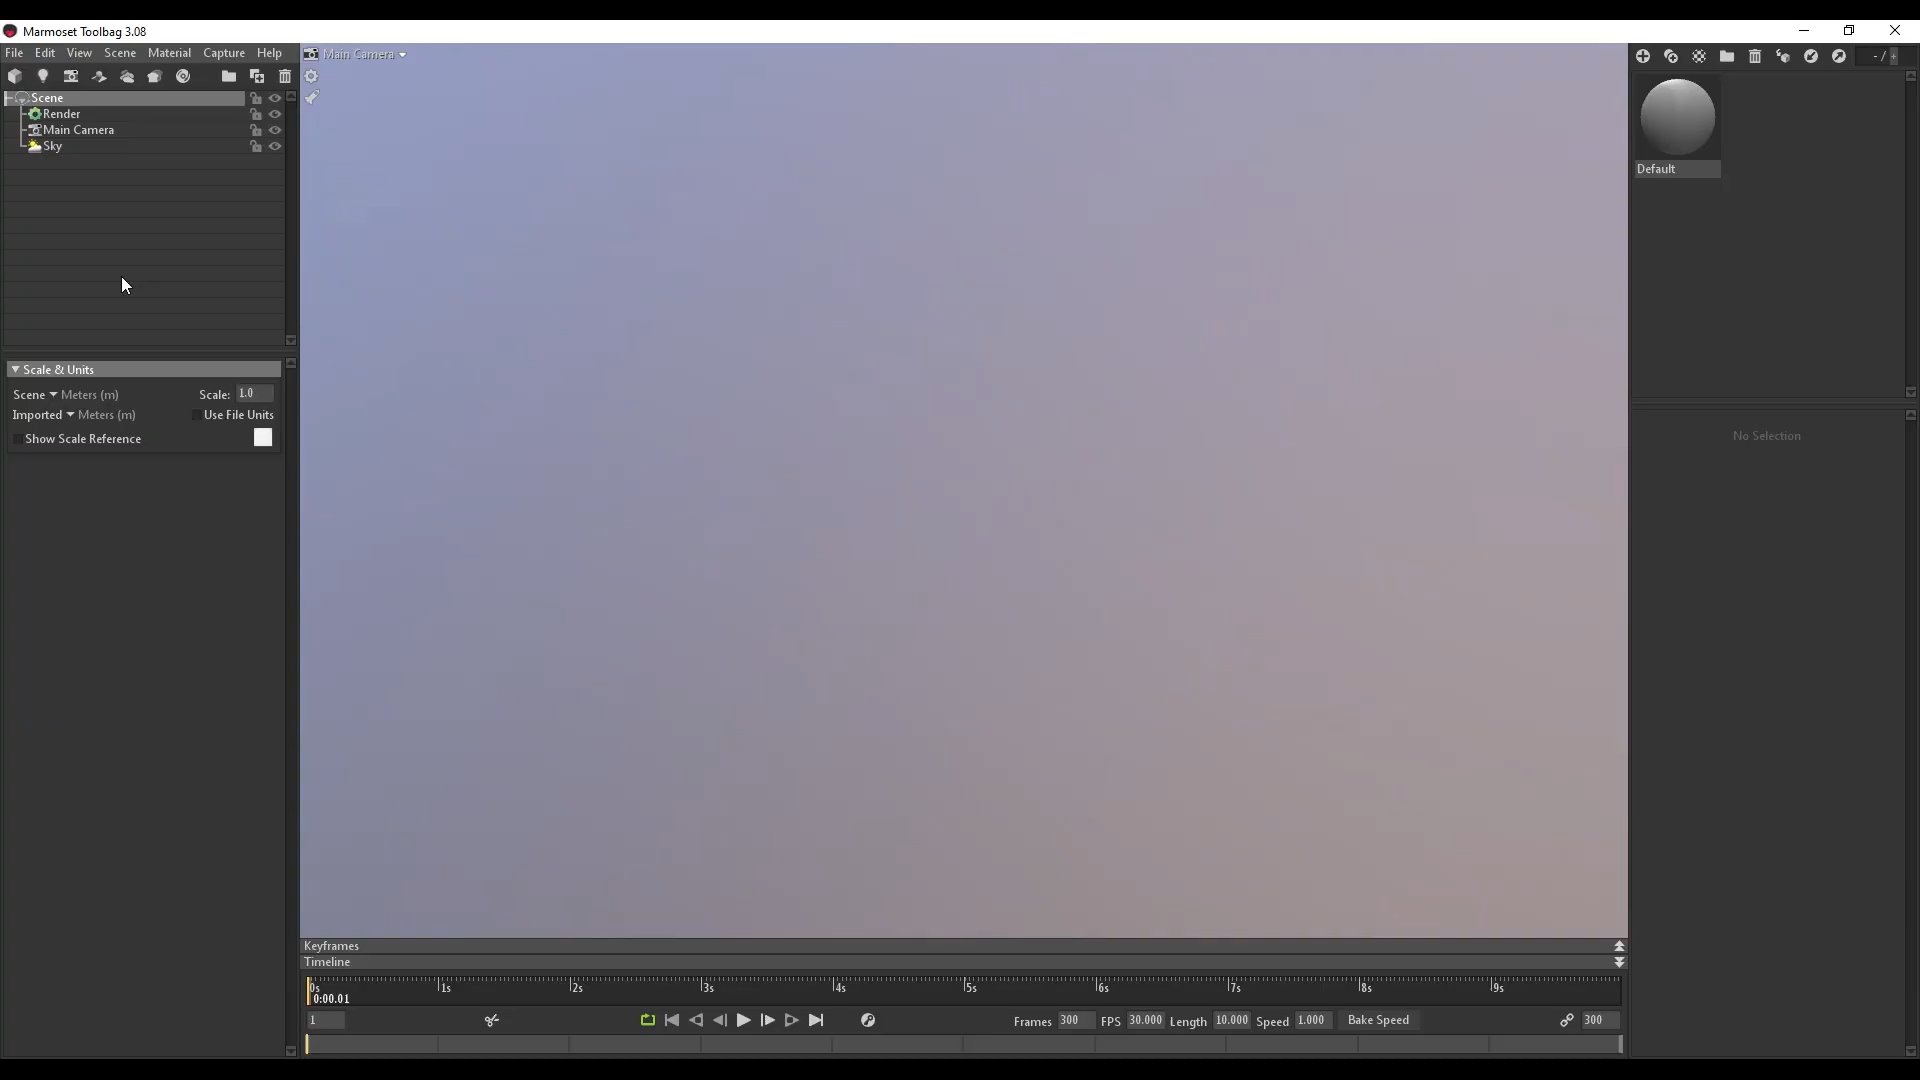 Marmoset Toolbag 3.08
File Edit View Scene Material Capture Help
Main Camera
- / +
Scene
Render
Main Camera
Sky
Default
Scale & Units
Scene Meters (m) Scale: 1.0
Imported Meters (m) Use File Units
Show Scale Reference
No Selection
Keyframes
Timeline
0s 1s 2s 3s 4s 5s 6s 7s 8s 9s
0:00.01
1 Frames 300 FPS 30.000 Length 10.000 Speed 1.000 Bake Speed 300